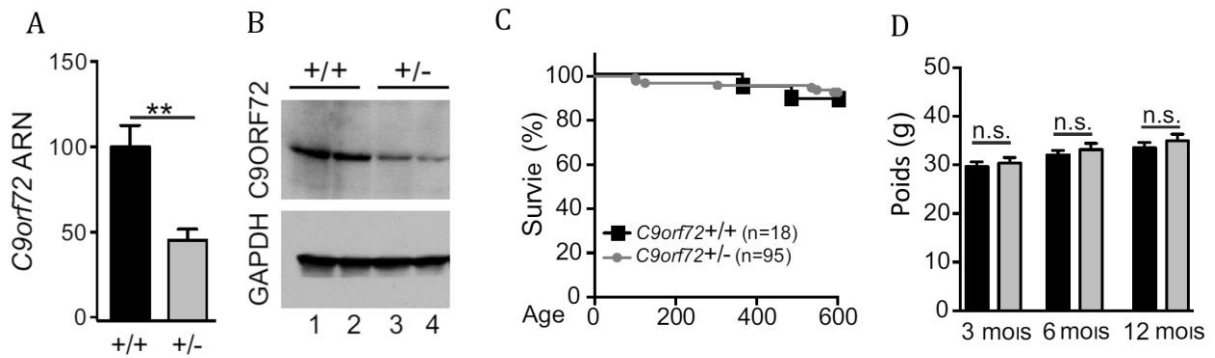 A
150
100
50
0
C9orf72 ARN
**
+/+ +/-
B
+/+ +/-
C9ORF72
GAPDH
1 2 3 4
C
100
80
60
40
20
0
Survie (%)
C9orf72+/+ (n=18)
C9orf72+/- (n=95)
Age 0 200 400 600
D
50
40
30
20
10
0
Poids (g)
n.s. n.s. n.s.
3 mois 6 mois 12 mois